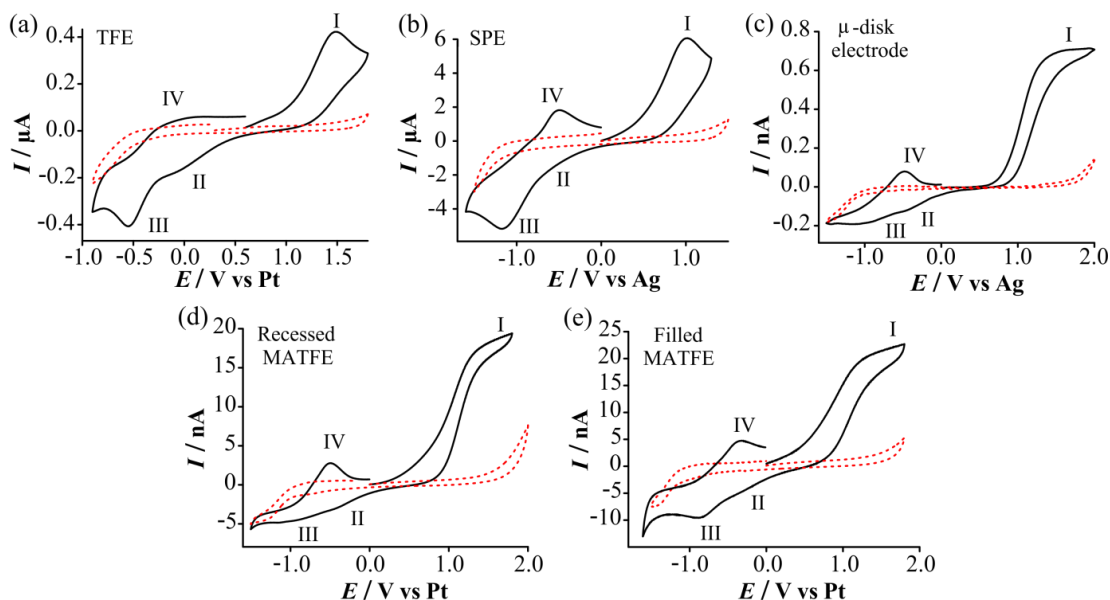 (a) TFE
I
IV
II
III
0.4
0.2
0.0
-0.2
-0.4
I / μA
-1.0 -0.5 0.0 0.5 1.0 1.5
E / V vs Pt
(b) SPE
I
IV
II
III
6
4
2
0
-2
-4
I / μA
-1.0 0.0 1.0
E / V vs Ag
(c) μ-disk
electrode
I
IV
II
III
0.8
0.6
0.4
0.2
0.0
-0.2
I / nA
-1.0 0.0 1.0 2.0
E / V vs Ag
(d) Recessed
MATFE
I
IV
II
III
20
15
10
5
0
-5
I / nA
-1.0 0.0 1.0 2.0
E / V vs Pt
(e) Filled
MATFE
I
IV
II
III
25
20
15
10
5
0
-5
-10
I / nA
-1.0 0.0 1.0 2.0
E / V vs Pt